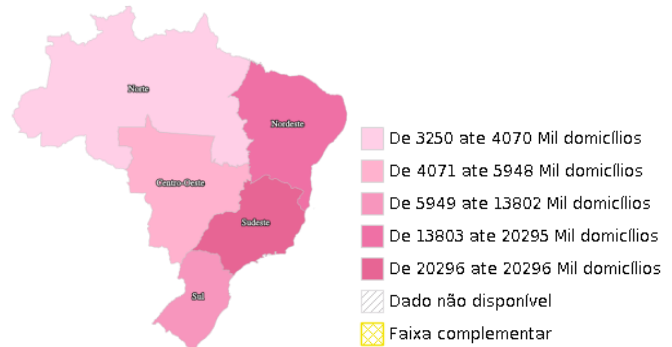 Norte
Nordeste
Centro-Oeste
Sudeste
Sul
De 3250 ate 4070 Mil domicílios
De 4071 ate 5948 Mil domicílios
De 5949 ate 13802 Mil domicílios
De 13803 ate 20295 Mil domicílios
De 20296 ate 20296 Mil domicílios
Dado não disponível
Faixa complementar